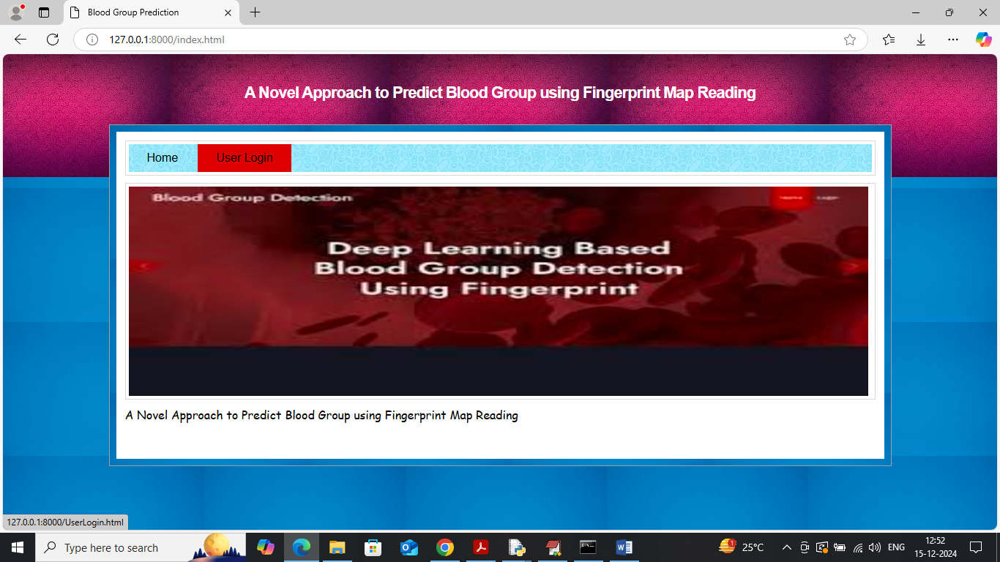 Blood Group Prediction
127.0.0.1:8000/index.html
A Novel Approach to Predict Blood Group using Fingerprint Map Reading
Home User Login
Blood Group Detection
Deep Learning Based
Blood Group Detection
Using Fingerprint
A Novel Approach to Predict Blood Group using Fingerprint Map Reading
127.0.0.1:8000/UserLogin.html
Type here to search
1
25°C
ENG
12:52
15-12-2024